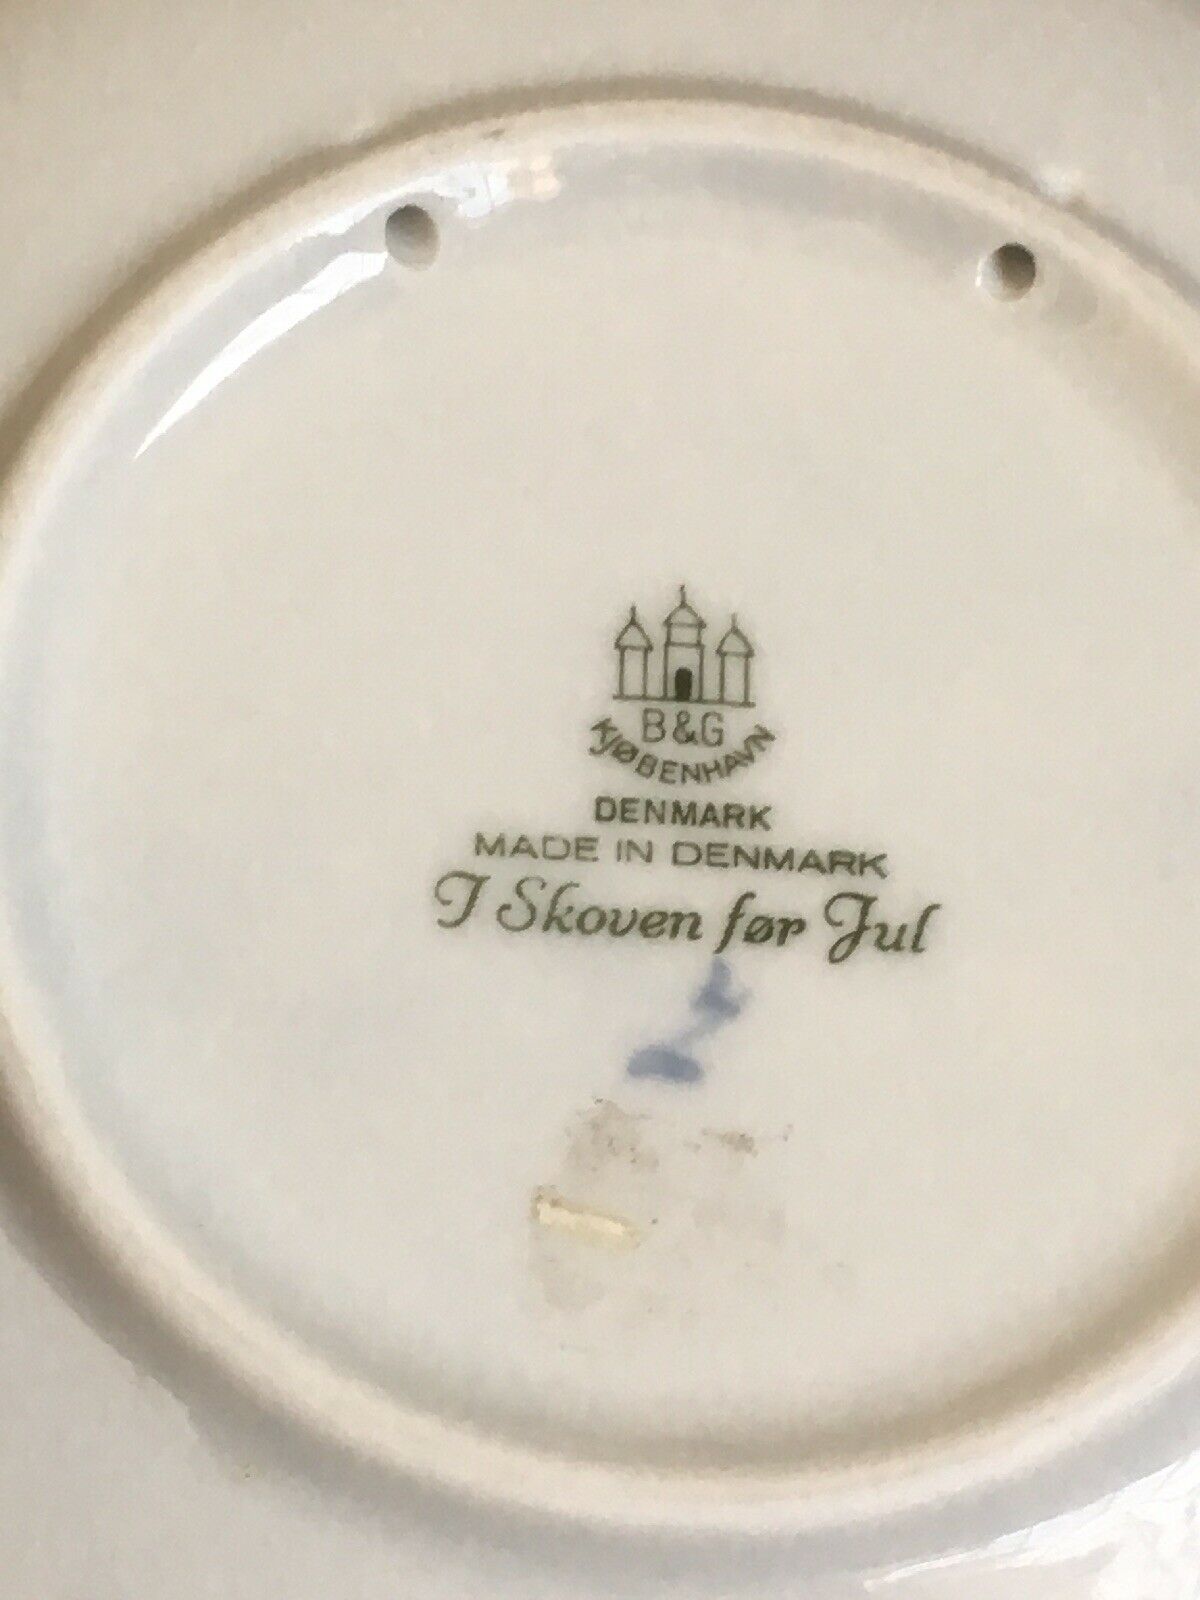 B&G
KJØBENHAVN
DENMARK
MADE IN DENMARK
I Skoven før Jul